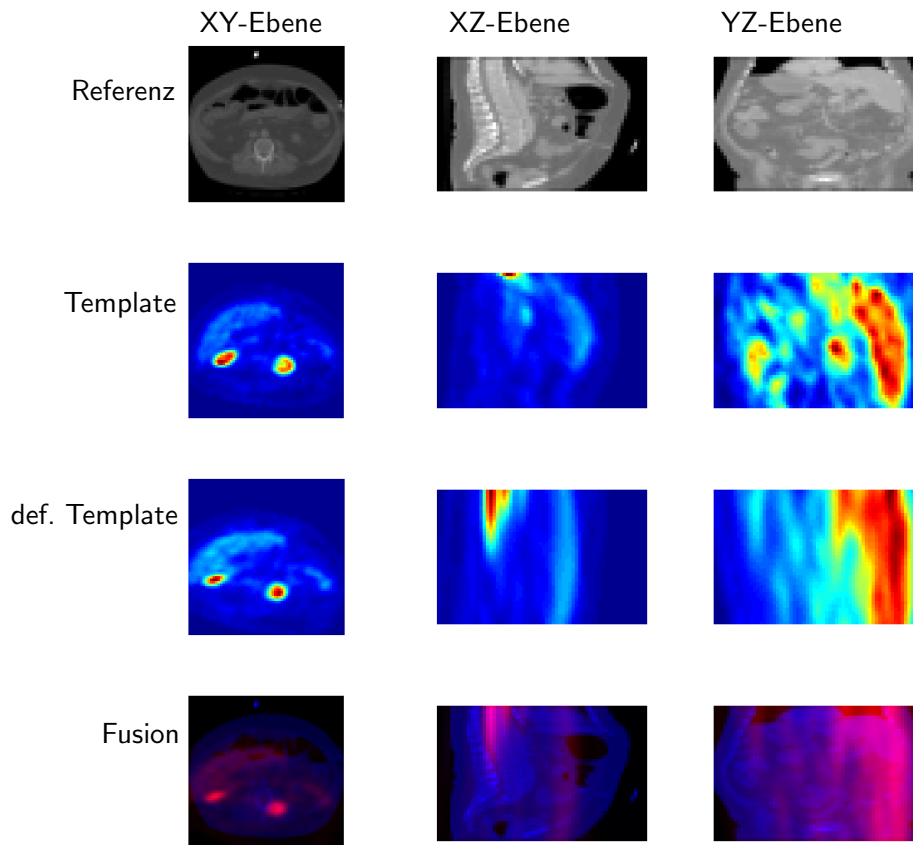 XY-Ebene XZ-Ebene YZ-Ebene
Referenz
Template
def. Template
Fusion